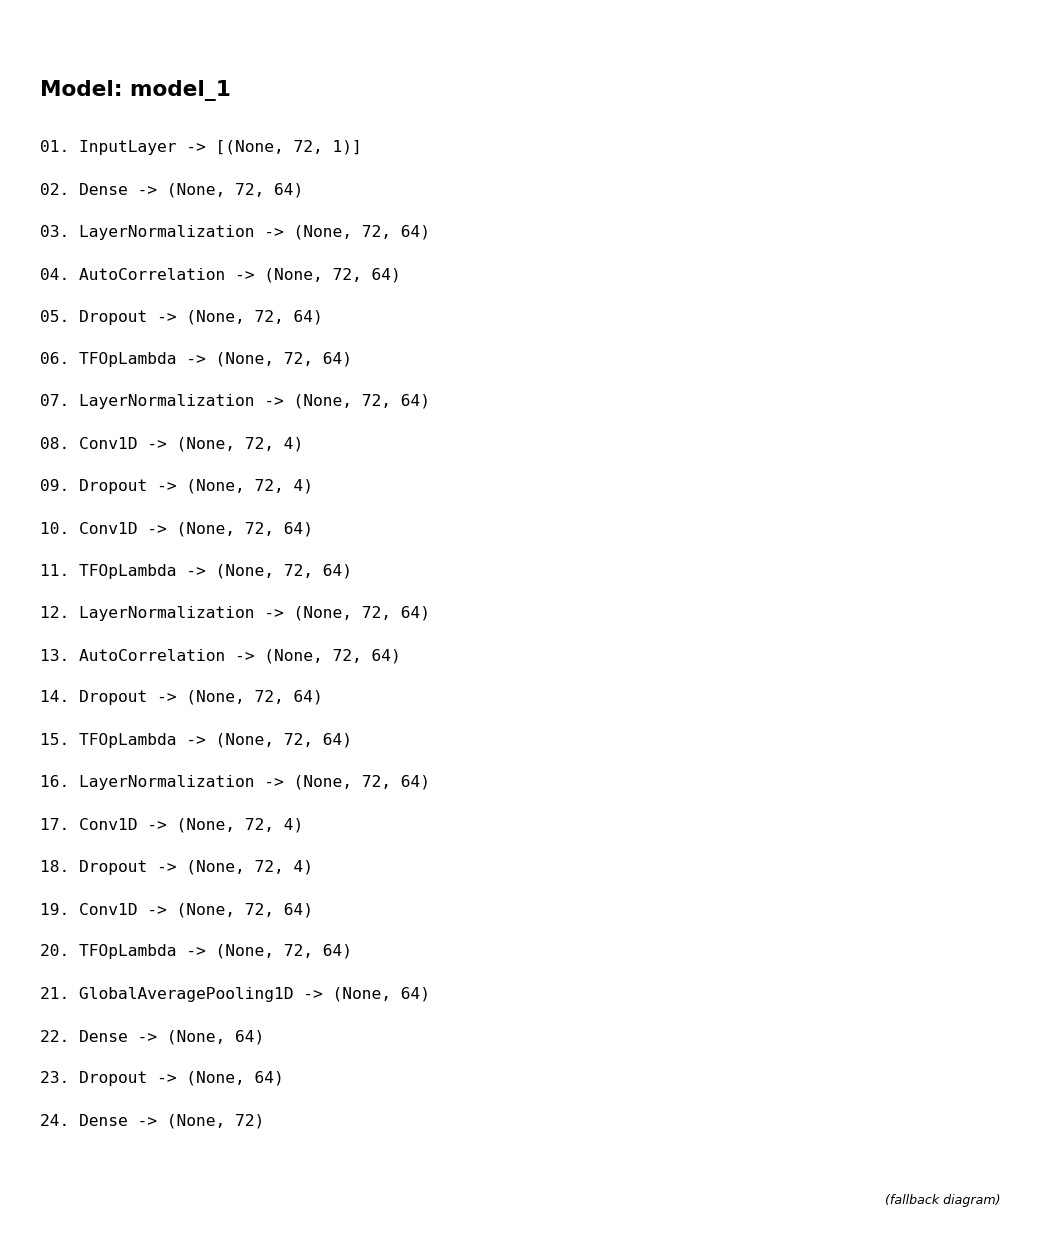 Model: model_1
01. InputLayer -> [(None, 72, 1)]
02. Dense -> (None, 72, 64)
03. LayerNormalization -> (None, 72, 64)
04. AutoCorrelation -> (None, 72, 64)
05. Dropout -> (None, 72, 64)
06. TFOpLambda -> (None, 72, 64)
07. LayerNormalization -> (None, 72, 64)
08. Conv1D -> (None, 72, 4)
09. Dropout -> (None, 72, 4)
10. Conv1D -> (None, 72, 64)
11. TFOpLambda -> (None, 72, 64)
12. LayerNormalization -> (None, 72, 64)
13. AutoCorrelation -> (None, 72, 64)
14. Dropout -> (None, 72, 64)
15. TFOpLambda -> (None, 72, 64)
16. LayerNormalization -> (None, 72, 64)
17. Conv1D -> (None, 72, 4)
18. Dropout -> (None, 72, 4)
19. Conv1D -> (None, 72, 64)
20. TFOpLambda -> (None, 72, 64)
21. GlobalAveragePooling1D -> (None, 64)
22. Dense -> (None, 64)
23. Dropout -> (None, 64)
24. Dense -> (None, 72)
(fallback diagram)